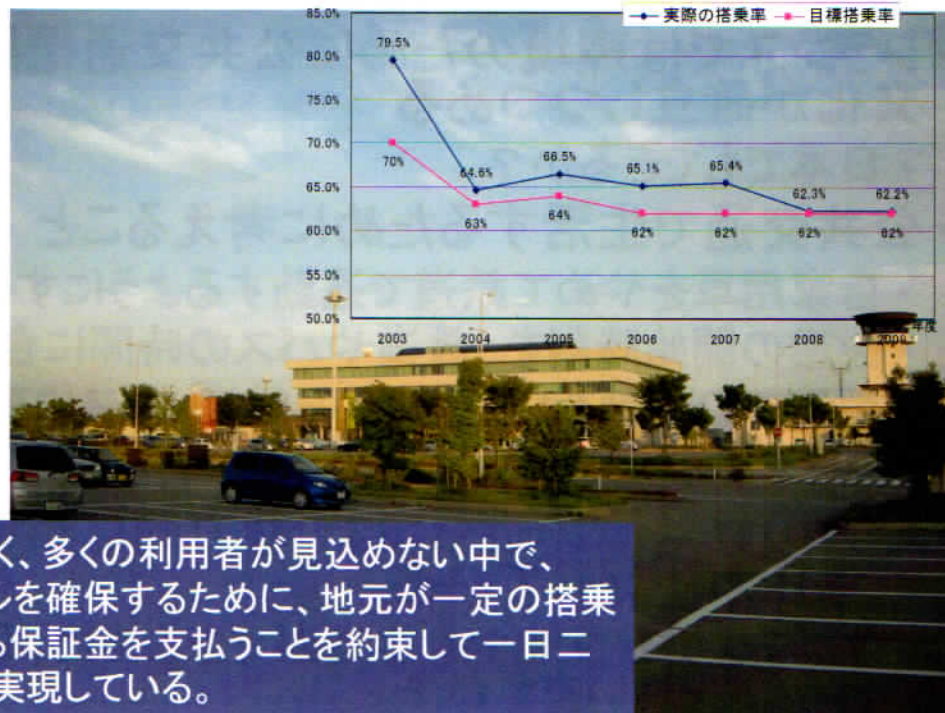 85.0%
実際の搭乗率 目標搭乗率
80.0%
79.5%
75.0%
70.0%
70%
65.0%
64.6% 66.5% 65.1% 65.4% 62.3% 62.2%
63% 64% 62% 62% 62% 62%
60.0%
55.0%
50.0%
2003 2004 2005 2006 2007 2008 2009 年度
く、多くの利用者が見込めない中で、
を確保するために、地元が一定の搭乗
保証金を支払うことを約束して一日二
実現している。